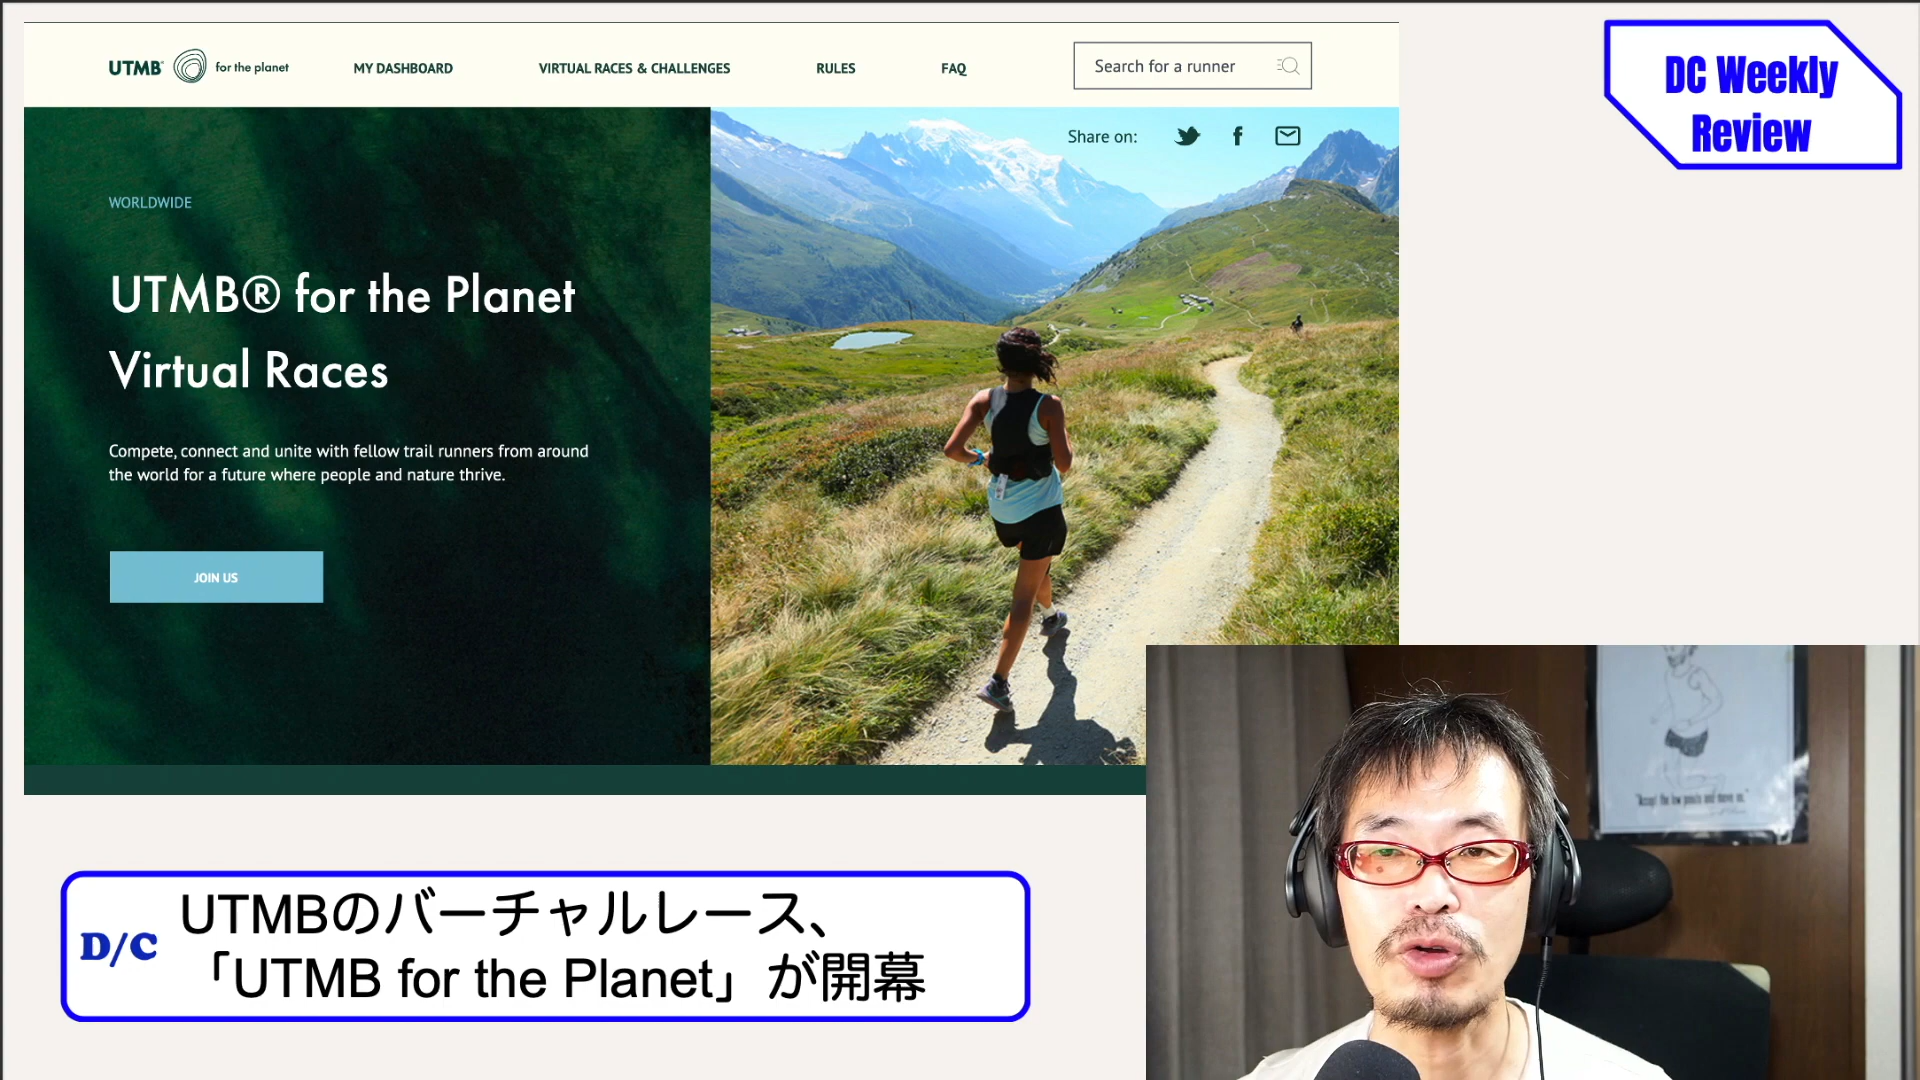 UTMB for the planet
MY DASHBOARD
VIRTUAL RACES & CHALLENGES
RULES
FAQ
Search for a runner
DC Weekly
Review
Share on:
WORLDWIDE
UTMB® for the Planet
Virtual Races
Compete, connect and unite with fellow trail runners from around
the world for a future where people and nature thrive.
JOIN US
D/C
UTMBのバーチャルレース、
「UTMB for the Planet」が開幕